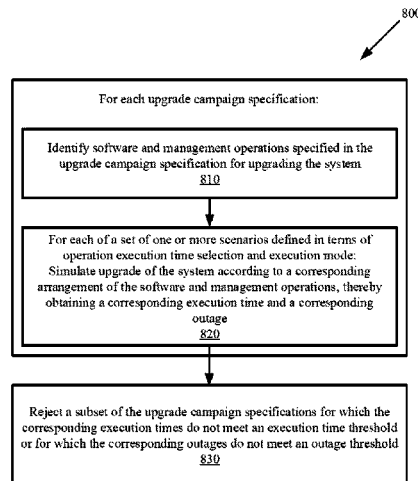 800
For each upgrade campaign specification:
Identify software and management operations specified in the
upgrade campaign specification for upgrading the system
810
For each of a set of one or more scenarios defined in terms of
operation execution time selection and execution mode:
Simulate upgrade of the system according to a corresponding
arrangement of the software and management operations, thereby
obtaining a corresponding execution time and a corresponding
outage
820
Reject a subset of the upgrade campaign specifications for which the
corresponding execution times do not meet an execution time threshold
or for which the corresponding outages do not meet an outage threshold
830